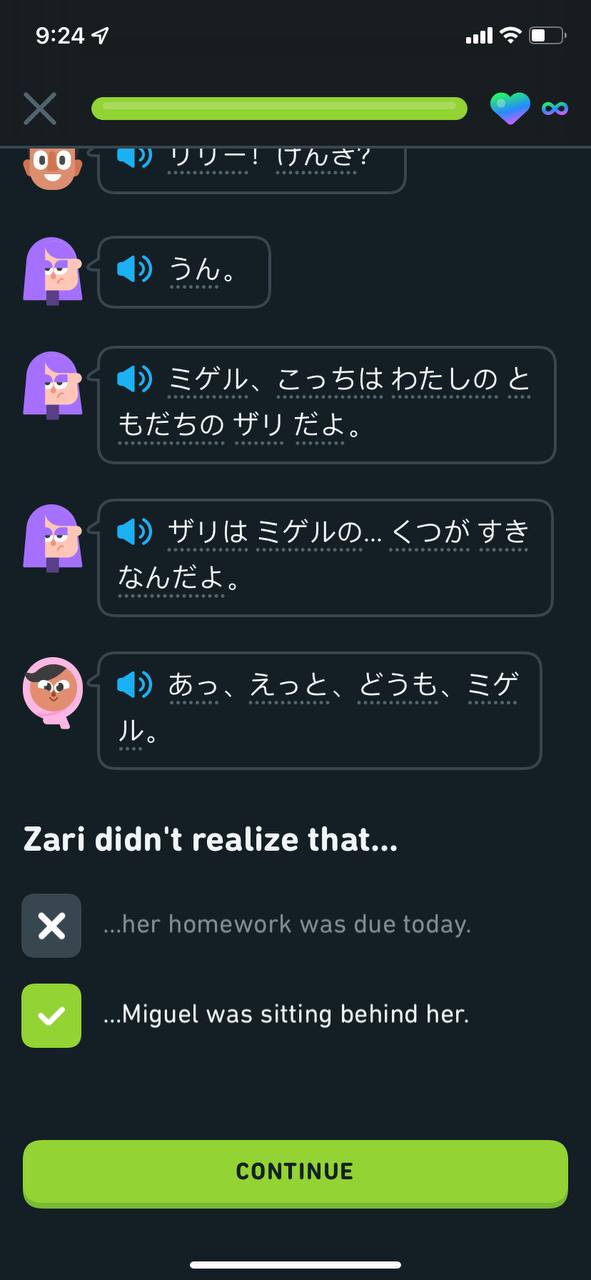 9:24
リリー! げんき?
うん。
ミゲル、こっちは わたしの と
もだちの ザリ だよ。
ザリは ミゲルの... くつが すき
なんだよ。
あっ、えっと、どうも、ミゲ
ル。
Zari didn't realize that...
...her homework was due today.
...Miguel was sitting behind her.
CONTINUE